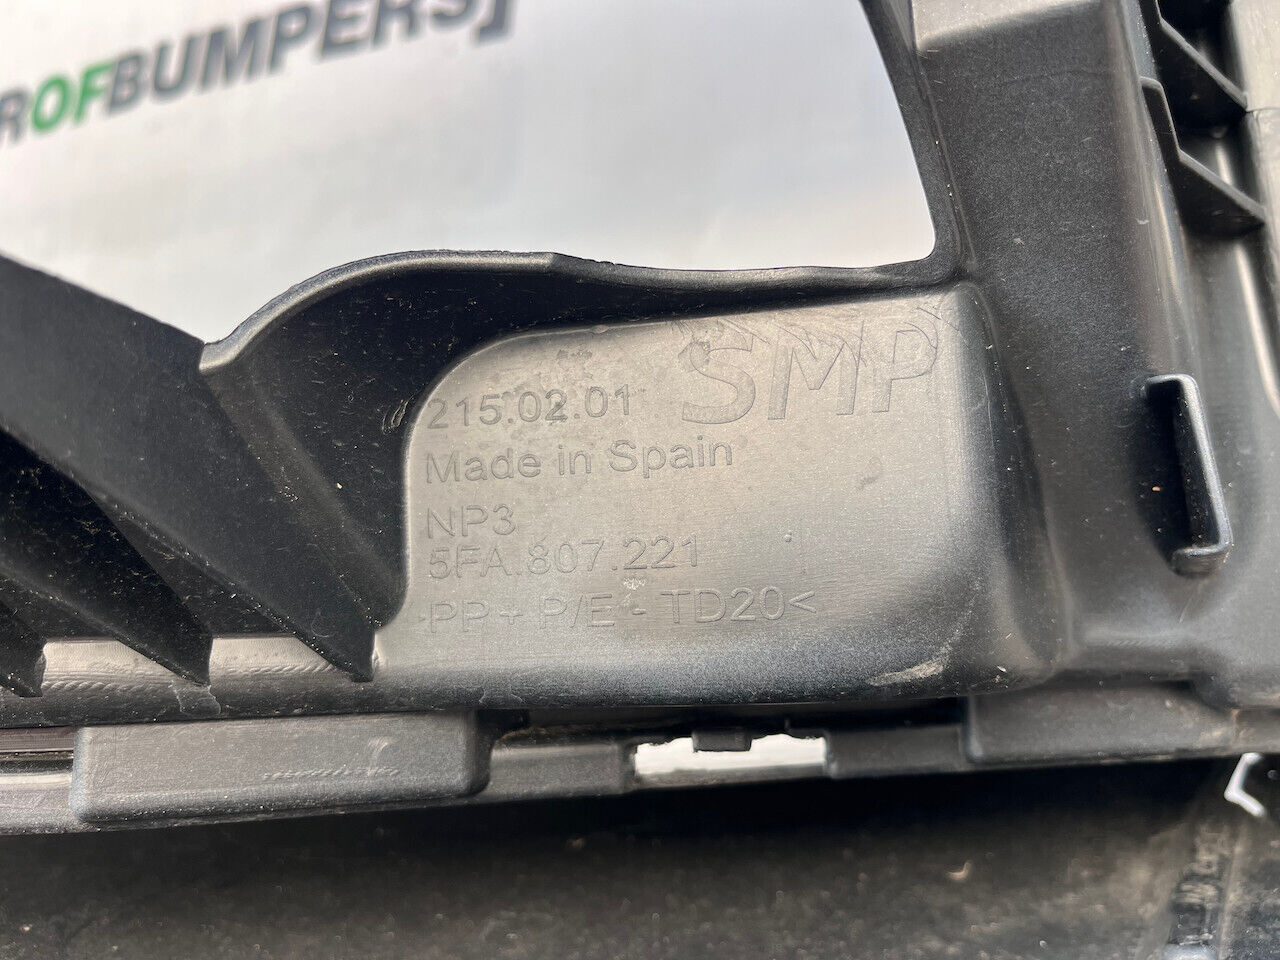 ROFBUMPERS]
SMP
215.02.01
Made in Spain
NP3
5FA.807.221
PP + P/E - TD20<